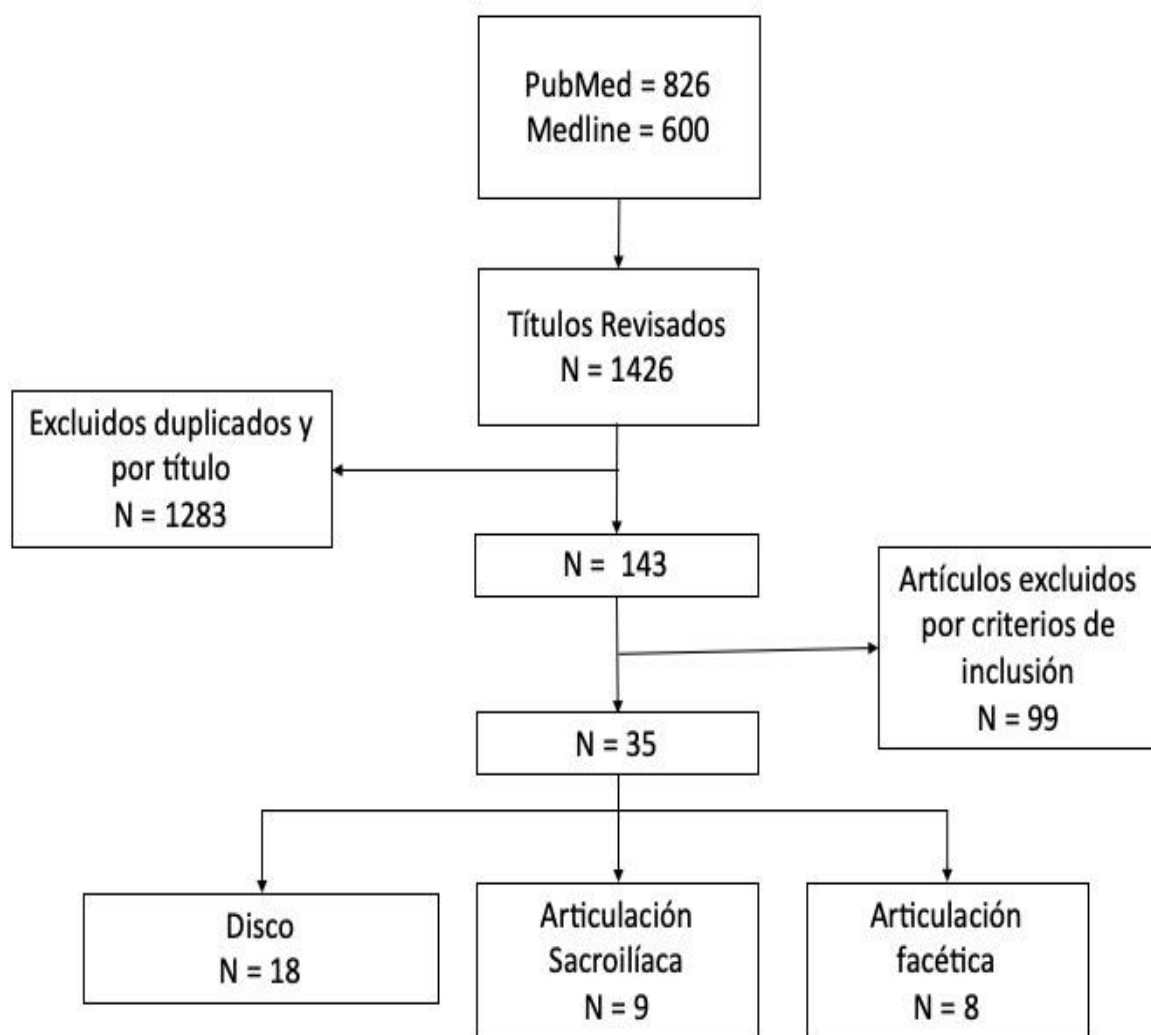 PubMed = 826
Medline = 600
Títulos Revisados
N = 1426
Excluidos duplicados y
por título
N = 1283
N = 143
Artículos excluidos
por criterios de
inclusión
N = 99
N = 35
Disco
N = 18
Articulación
Sacroilíaca
N = 9
Articulación
facética
N = 8